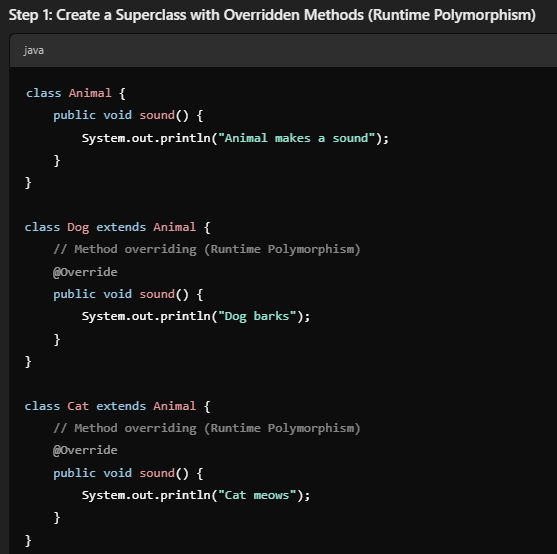 Step 1: Create a Superclass with Overridden Methods (Runtime Polymorphism)
java
class Animal {
    public void sound() {
        System.out.println("Animal makes a sound");
    }
}

class Dog extends Animal {
    // Method overriding (Runtime Polymorphism)
    @Override
    public void sound() {
        System.out.println("Dog barks");
    }
}

class Cat extends Animal {
    // Method overriding (Runtime Polymorphism)
    @Override
    public void sound() {
        System.out.println("Cat meows");
    }
}